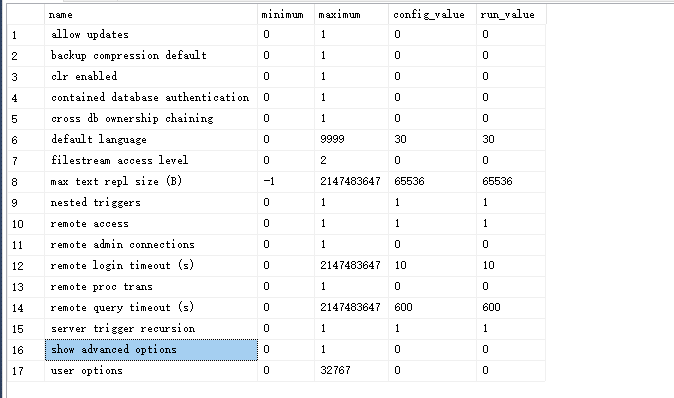 name minimum maximum config_value run_value
1 allow updates 0 1 0 0
2 backup compression default 0 1 0 0
3 clr enabled 0 1 0 0
4 contained database authentication 0 1 0 0
5 cross db ownership chaining 0 1 0 0
6 default language 0 9999 30 30
7 filestream access level 0 2 0 0
8 max text repl size (B) -1 2147483647 65536 65536
9 nested triggers 0 1 1 1
10 remote access 0 1 1 1
11 remote admin connections 0 1 0 0
12 remote login timeout (s) 0 2147483647 10 10
13 remote proc trans 0 1 0 0
14 remote query timeout (s) 0 2147483647 600 600
15 server trigger recursion 0 1 1 1
16 show advanced options 0 1 0 0
17 user options 0 32767 0 0